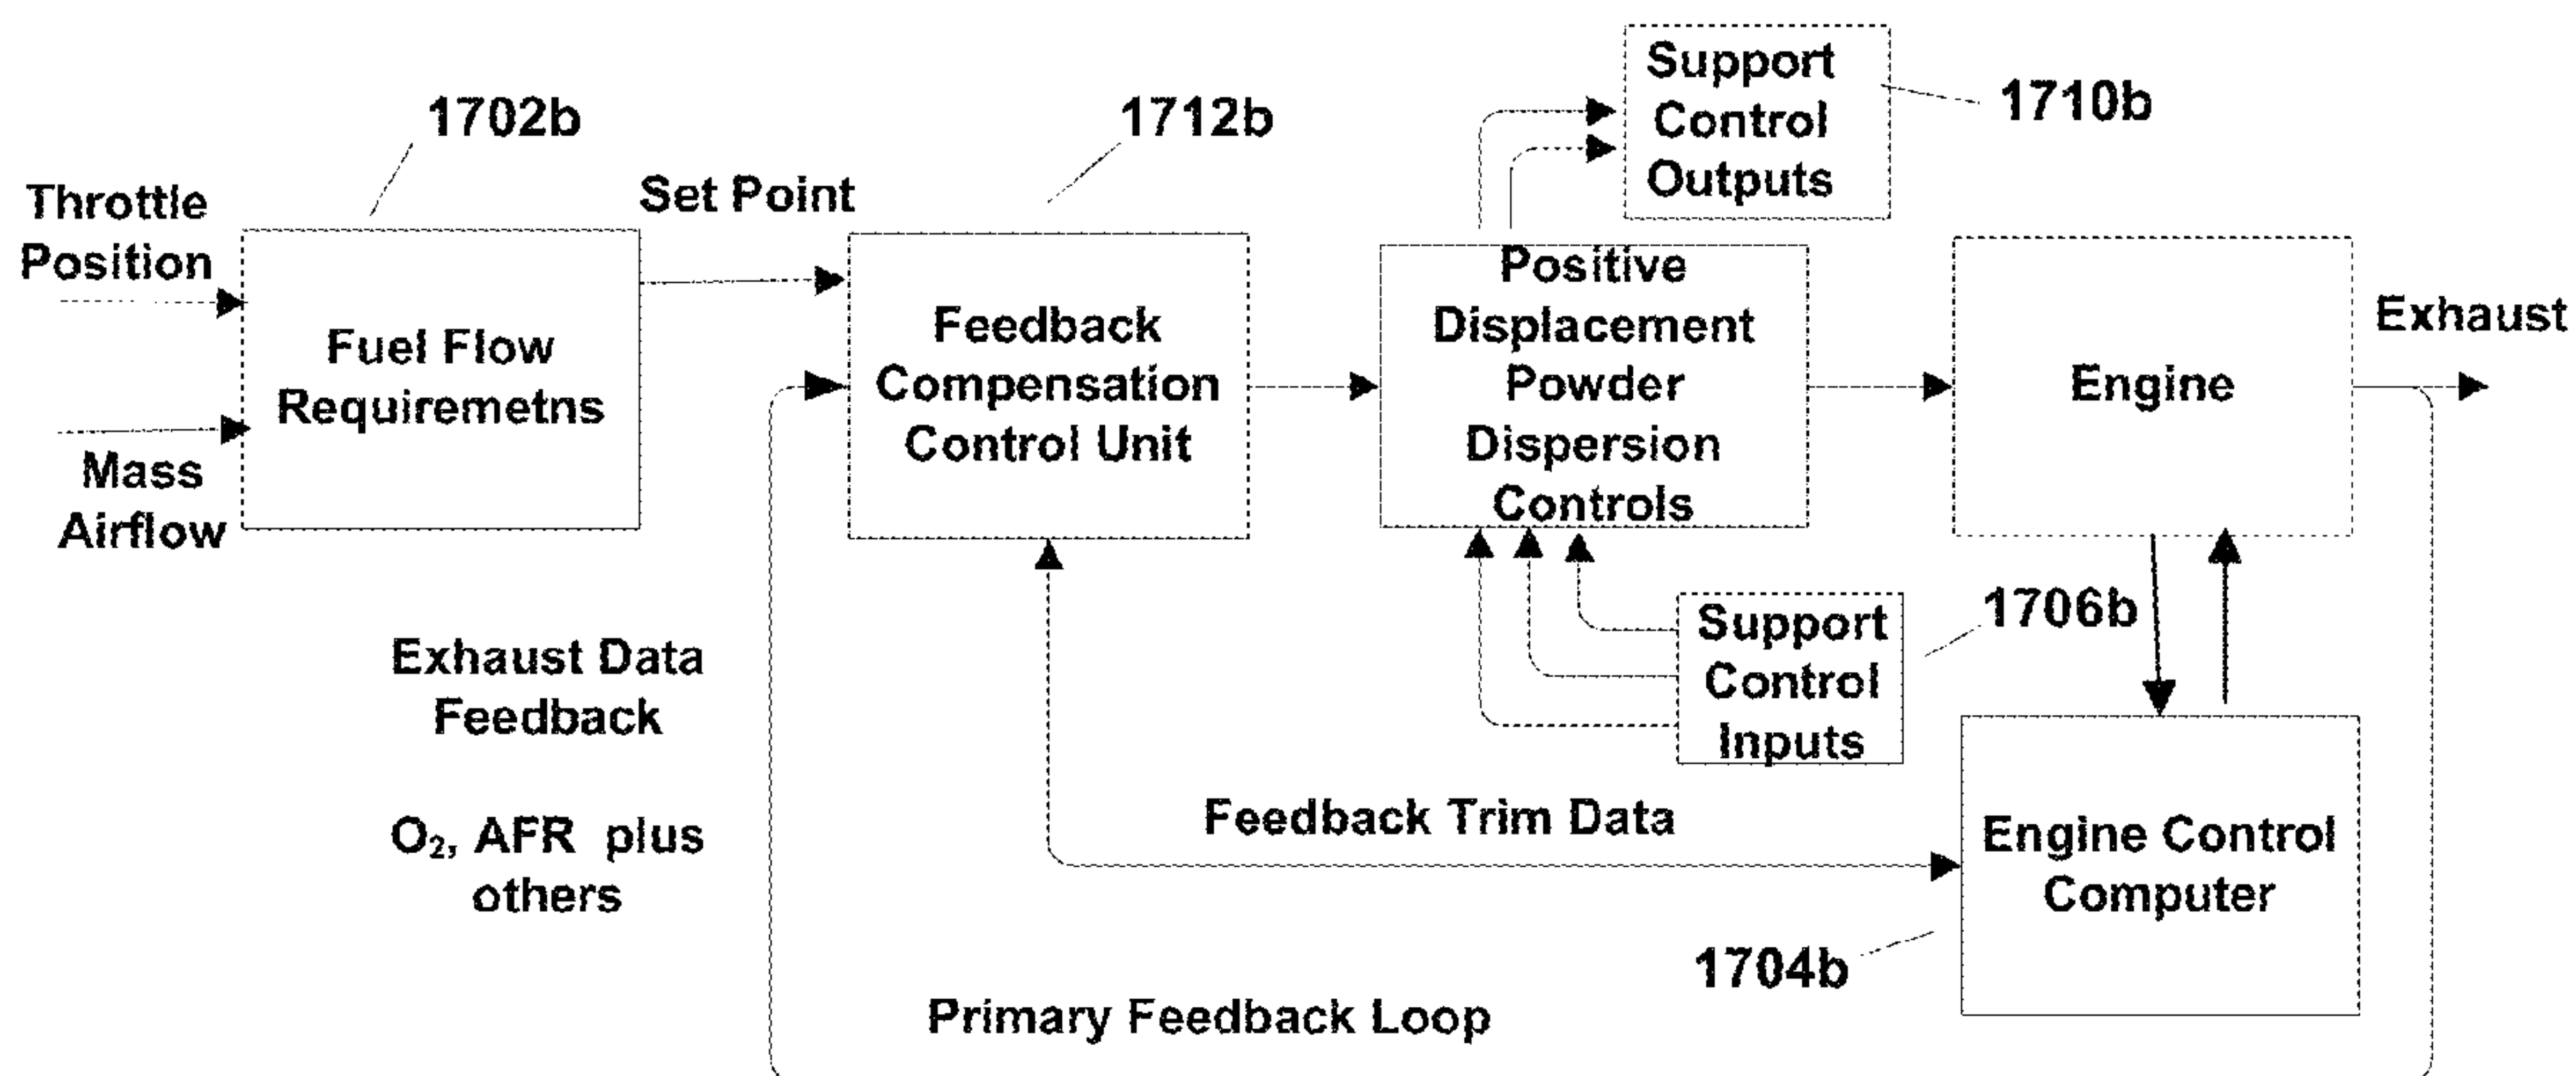 1702b
1712b
Support
Control
Outputs
1710b
Throttle
Position
Set Point
Fuel Flow
Requiremetns
Mass
Airflow
Feedback
Compensation
Control Unit
Positive
Displacement
Powder
Dispersion
Controls
Engine
Exhaust
Support
Control
Inputs
1706b
Exhaust Data
Feedback
O₂, AFR plus
others
Feedback Trim Data
Engine Control
Computer
1704b
Primary Feedback Loop